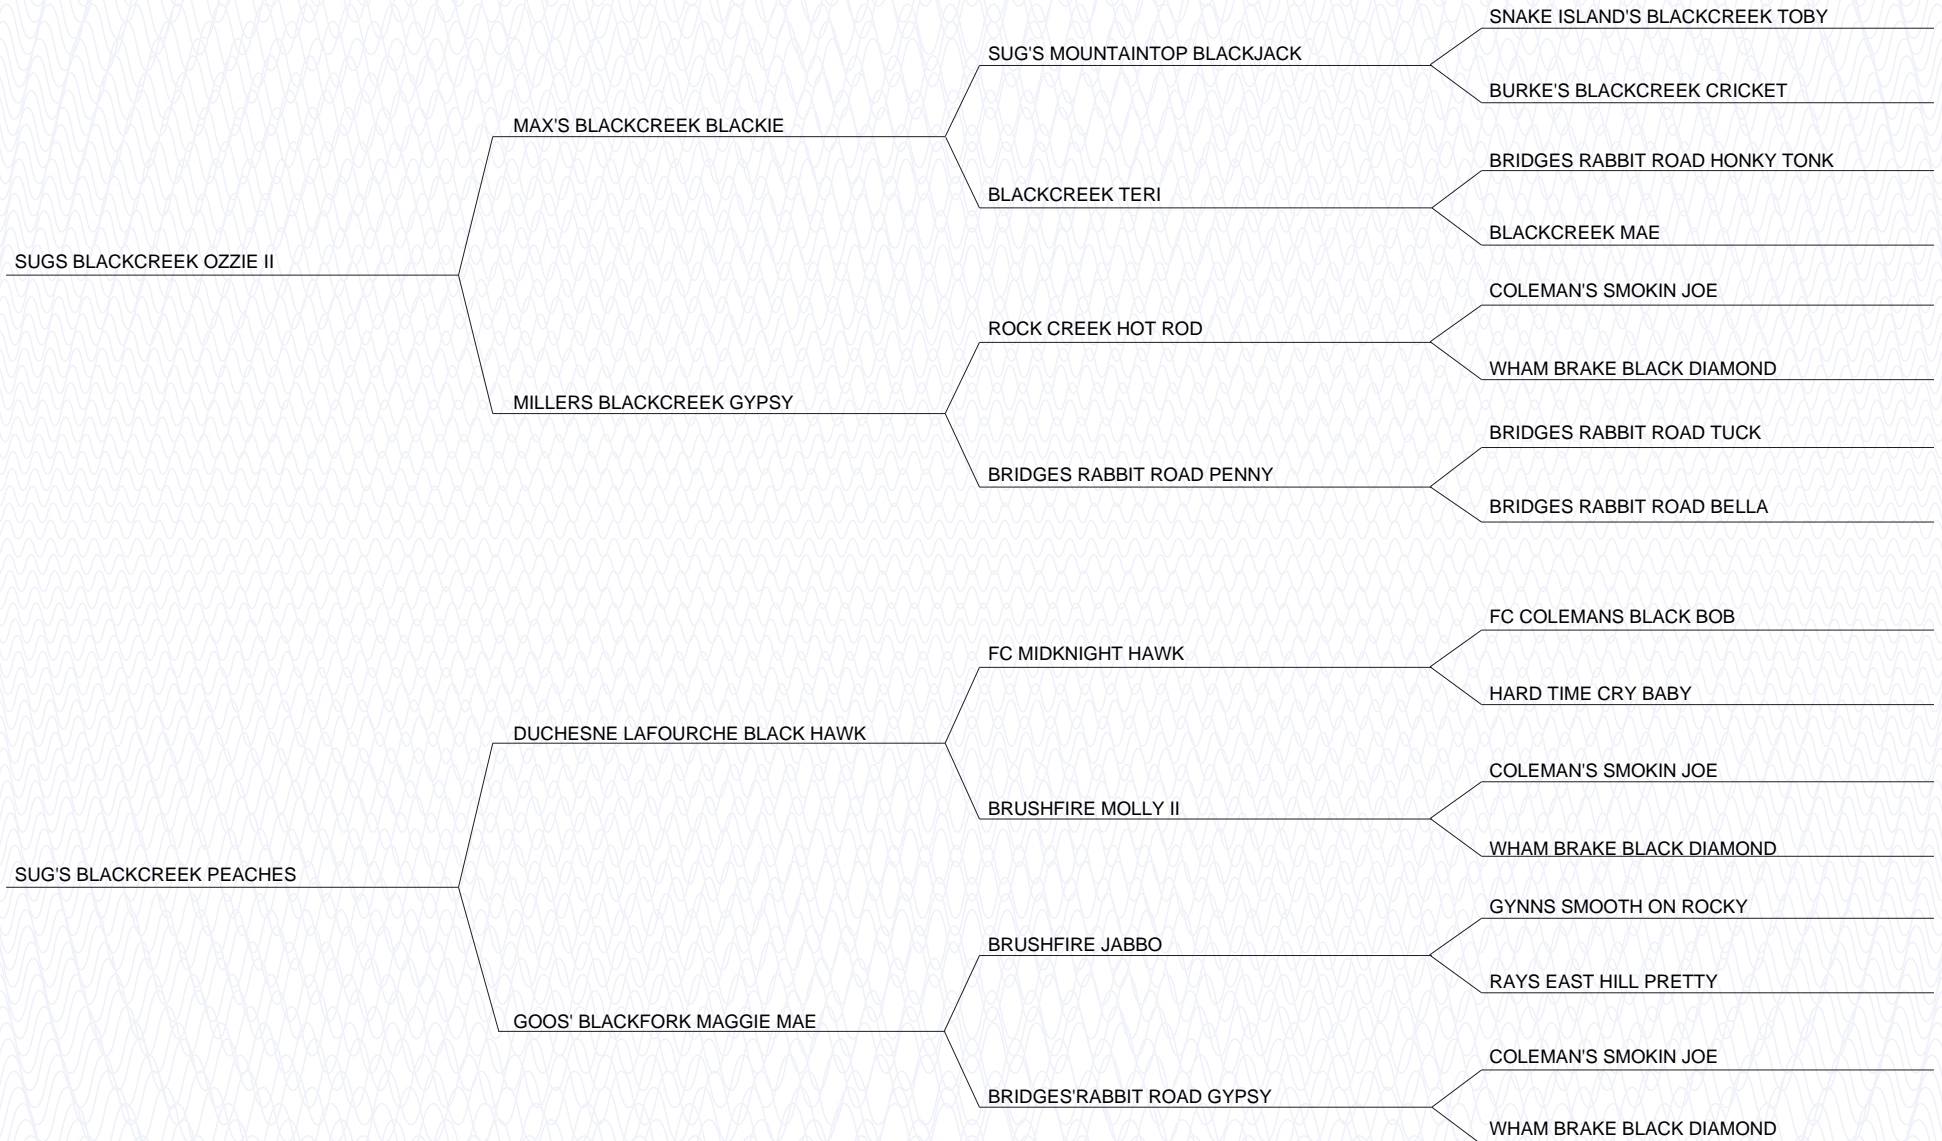 SNAKE ISLAND'S BLACKCREEK TOBY
SUG'S MOUNTAINTOP BLACKJACK
BURKE'S BLACKCREEK CRICKET
MAX'S BLACKCREEK BLACKIE
BRIDGES RABBIT ROAD HONKY TONK
BLACKCREEK TERI
BLACKCREEK MAE
SUGS BLACKCREEK OZZIE II
COLEMAN'S SMOKIN JOE
ROCK CREEK HOT ROD
WHAM BRAKE BLACK DIAMOND
MILLERS BLACKCREEK GYPSY
BRIDGES RABBIT ROAD TUCK
BRIDGES RABBIT ROAD PENNY
BRIDGES RABBIT ROAD BELLA
FC COLEMANS BLACK BOB
FC MIDKNIGHT HAWK
HARD TIME CRY BABY
DUCHESNE LAFOURCHE BLACK HAWK
COLEMAN'S SMOKIN JOE
BRUSHFIRE MOLLY II
WHAM BRAKE BLACK DIAMOND
SUG'S BLACKCREEK PEACHES
GYNNS SMOOTH ON ROCKY
BRUSHFIRE JABBO
RAYS EAST HILL PRETTY
GOOS' BLACKFORK MAGGIE MAE
COLEMAN'S SMOKIN JOE
BRIDGES'RABBIT ROAD GYPSY
WHAM BRAKE BLACK DIAMOND